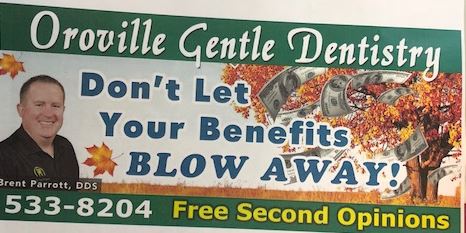 Oroville Gentle Dentistry
Don't Let
Your Benefits
BLOW AWAY!
Brent Parrott, DDS
533-8204 Free Second Opinions